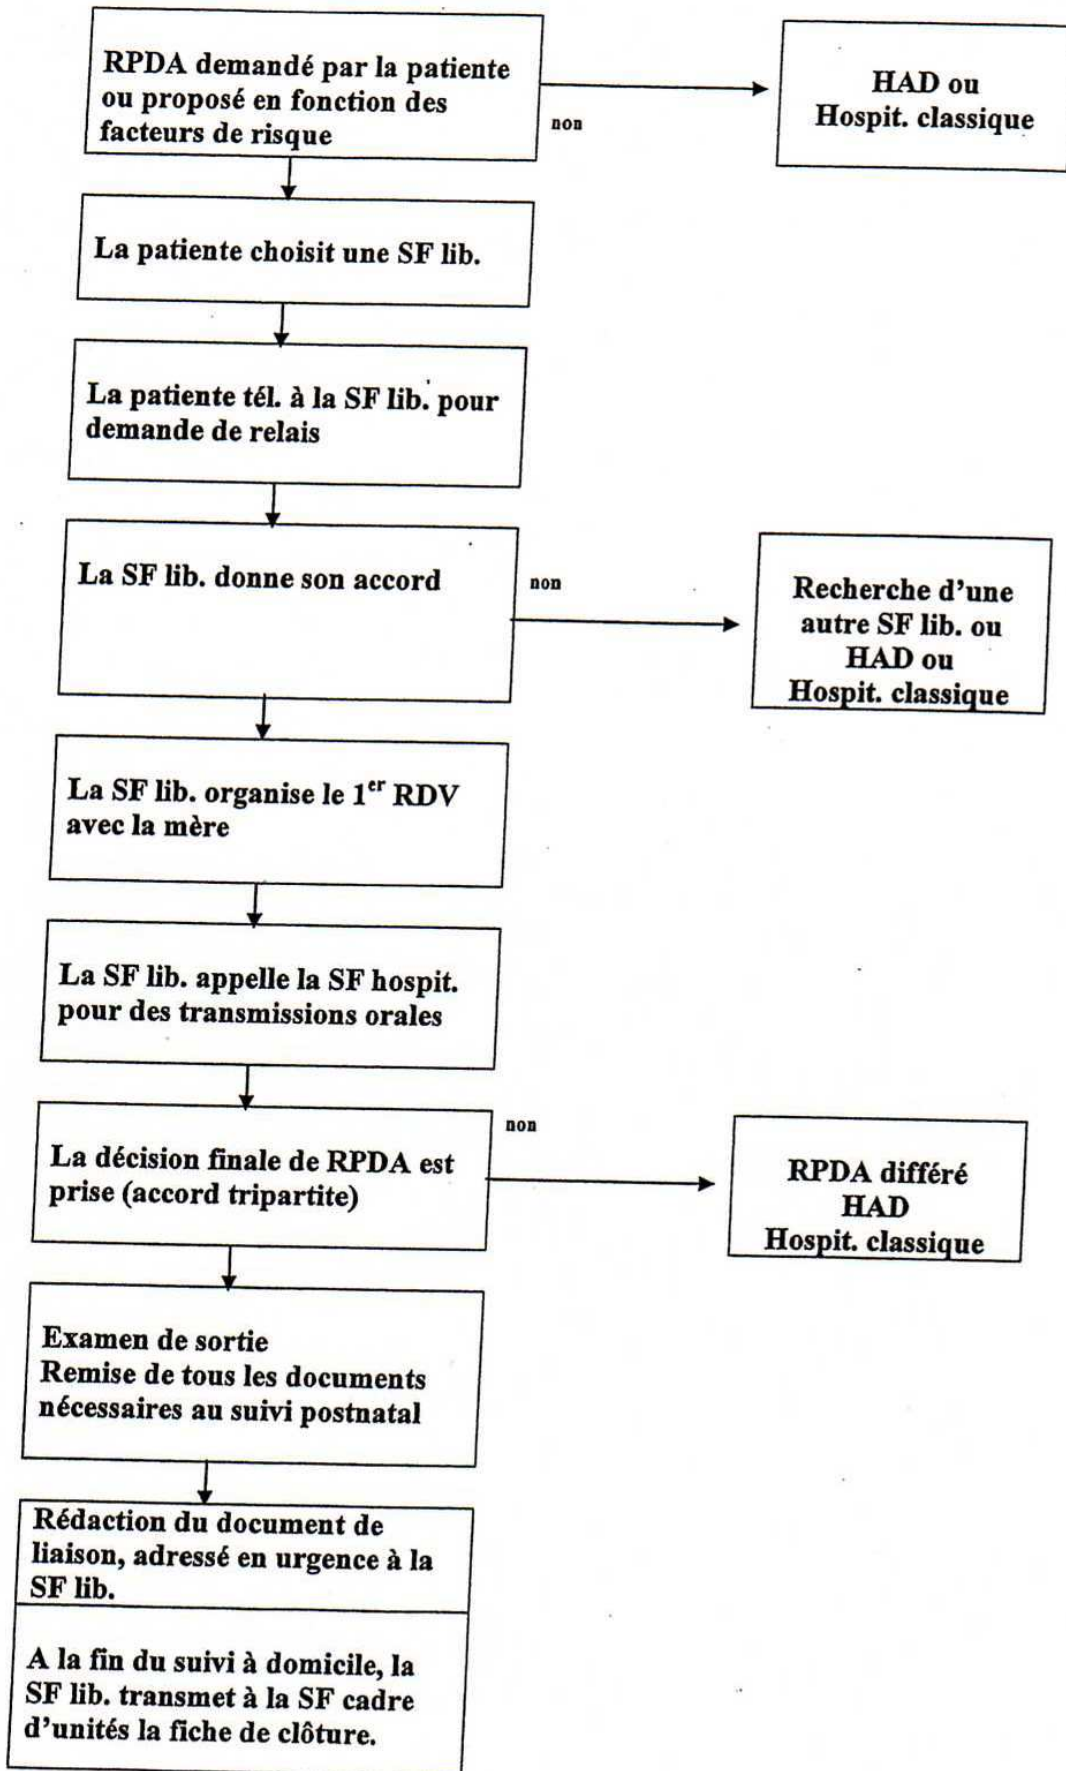 RPDA demandé par la patiente
ou proposé en fonction des
facteurs de risque
non
HAD ou
Hospit. classique
La patiente choisit une SF lib.
La patiente tél. à la SF lib. pour
demande de relais
La SF lib. donne son accord
non
Recherche d'une
autre SF lib. ou
HAD ou
Hospit. classique
La SF lib. organise le 1er RDV
avec la mère
La SF lib. appelle la SF hospit.
pour des transmissions orales
La décision finale de RPDA est
prise (accord tripartite)
non
RPDA différé
HAD
Hospit. classique
Examen de sortie
Remise de tous les documents
nécessaires au suivi postnatal
Rédaction du document de
liaison, adressé en urgence à la
SF lib.
A la fin du suivi à domicile, la
SF lib. transmet à la SF cadre
d'unités la fiche de clôture.